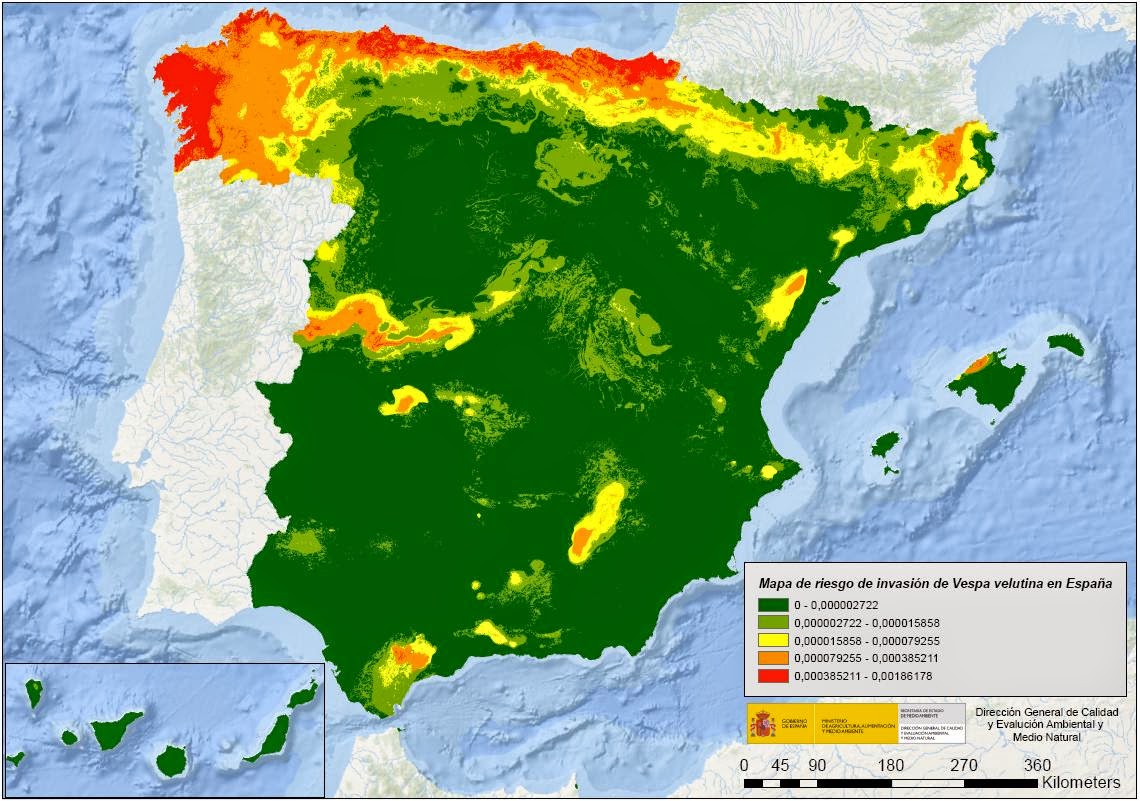 Mapa de riesgo de invasión de Vespa velutina en España
0 - 0,000002722
0,000002722 - 0,000015858
0,000015858 - 0,000079255
0,000079255 - 0,000385211
0,000385211 - 0,00186178
GOBIERNO
DE ESPAÑA
MINISTERIO
DE AGRICULTURA, ALIMENTACIÓN
Y MEDIO AMBIENTE
SECRETARÍA DE ESTADO
DE MEDIO AMBIENTE
DIRECCIÓN GENERAL DE CALIDAD
Y EVALUACIÓN AMBIENTAL
Y MEDIO NATURAL
Dirección General de Calidad
y Evalución Ambiental y
Medio Natural
0 45 90 180 270 360
Kilometers